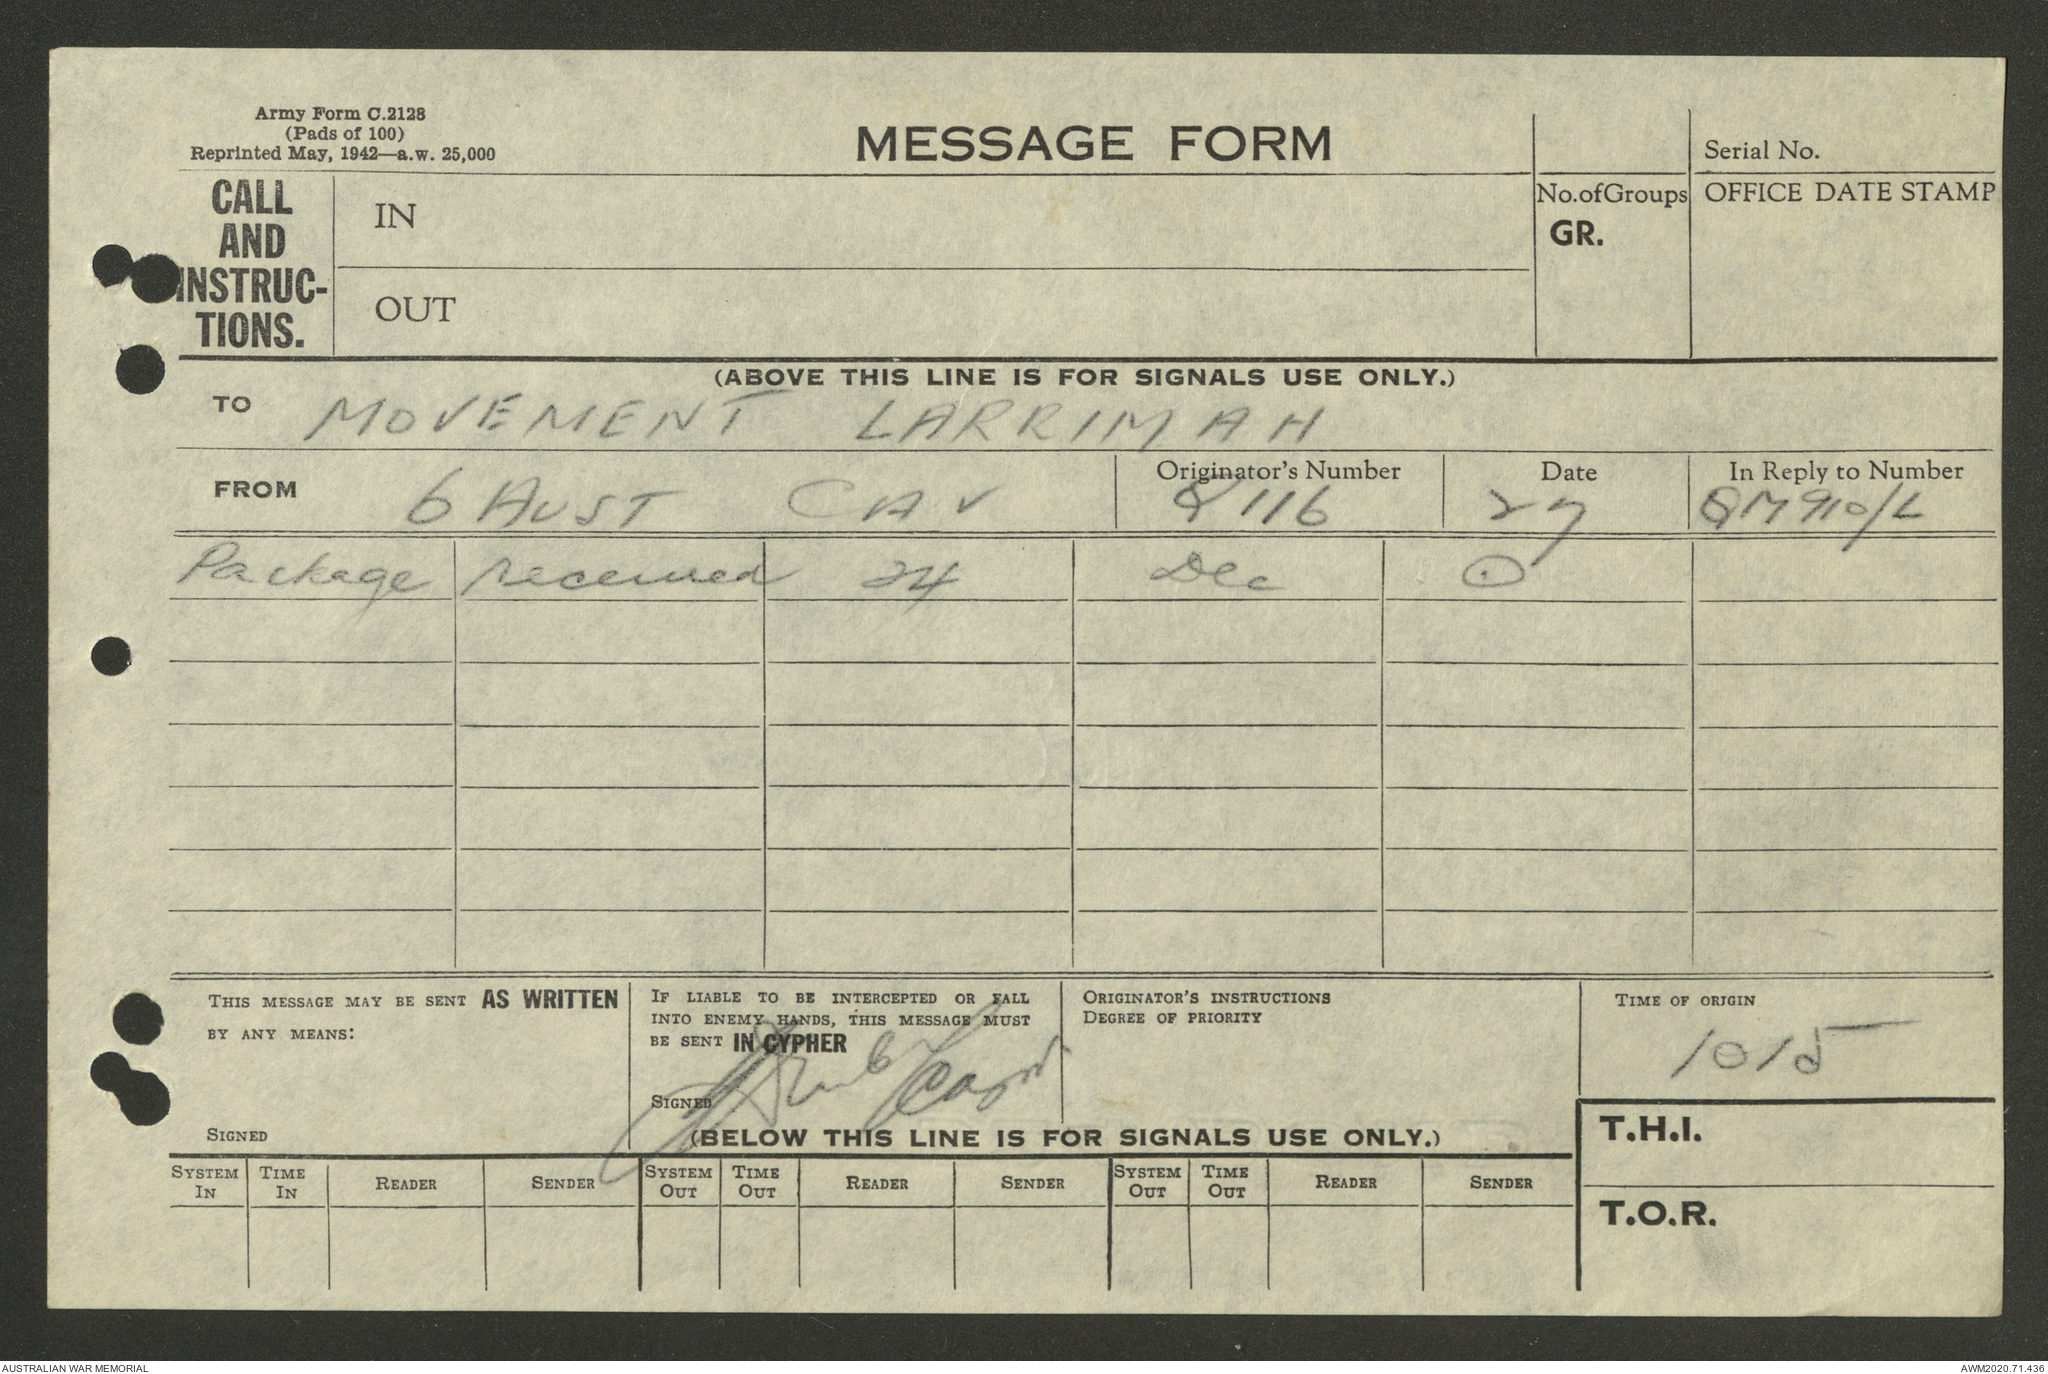 Army Form C.2128
(Pads of 100)
Reprinted May, 1942—a.w. 25,000
MESSAGE FORM
Serial No.
CALL
AND
INSTRUC-
TIONS.
IN
OUT
No.ofGroups
GR.
OFFICE DATE STAMP
(ABOVE THIS LINE IS FOR SIGNALS USE ONLY.)
TO MOVEMENT LARRIMAH
FROM 6 AUST CAV
Originator's Number
Q116
Date
27
In Reply to Number
QM910/L
Package received 24 Dec ⊙
THIS MESSAGE MAY BE SENT AS WRITTEN
BY ANY MEANS:
SIGNED
IF LIABLE TO BE INTERCEPTED OR FALL
INTO ENEMY HANDS, THIS MESSAGE MUST
BE SENT IN CYPHER
SIGNED Capt
ORIGINATOR'S INSTRUCTIONS
DEGREE OF PRIORITY
TIME OF ORIGIN
1015
(BELOW THIS LINE IS FOR SIGNALS USE ONLY.)
T.H.I.
T.O.R.
SYSTEM IN
TIME IN
READER
SENDER
SYSTEM OUT
TIME OUT
READER
SENDER
SYSTEM OUT
TIME OUT
READER
SENDER
AUSTRALIAN WAR MEMORIAL
AWM2020.71.436